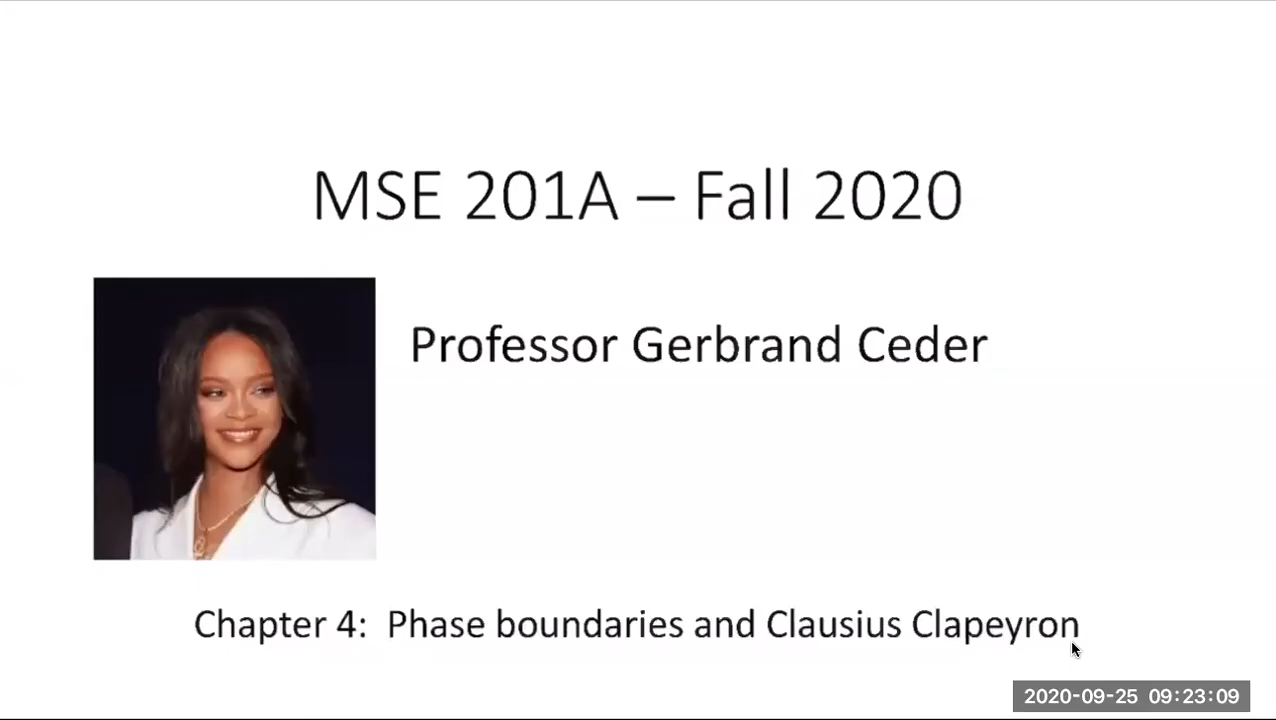 MSE 201A – Fall 2020
Professor Gerbrand Ceder
Chapter 4:  Phase boundaries and Clausius Clapeyron
2020-09-25 09:23:09